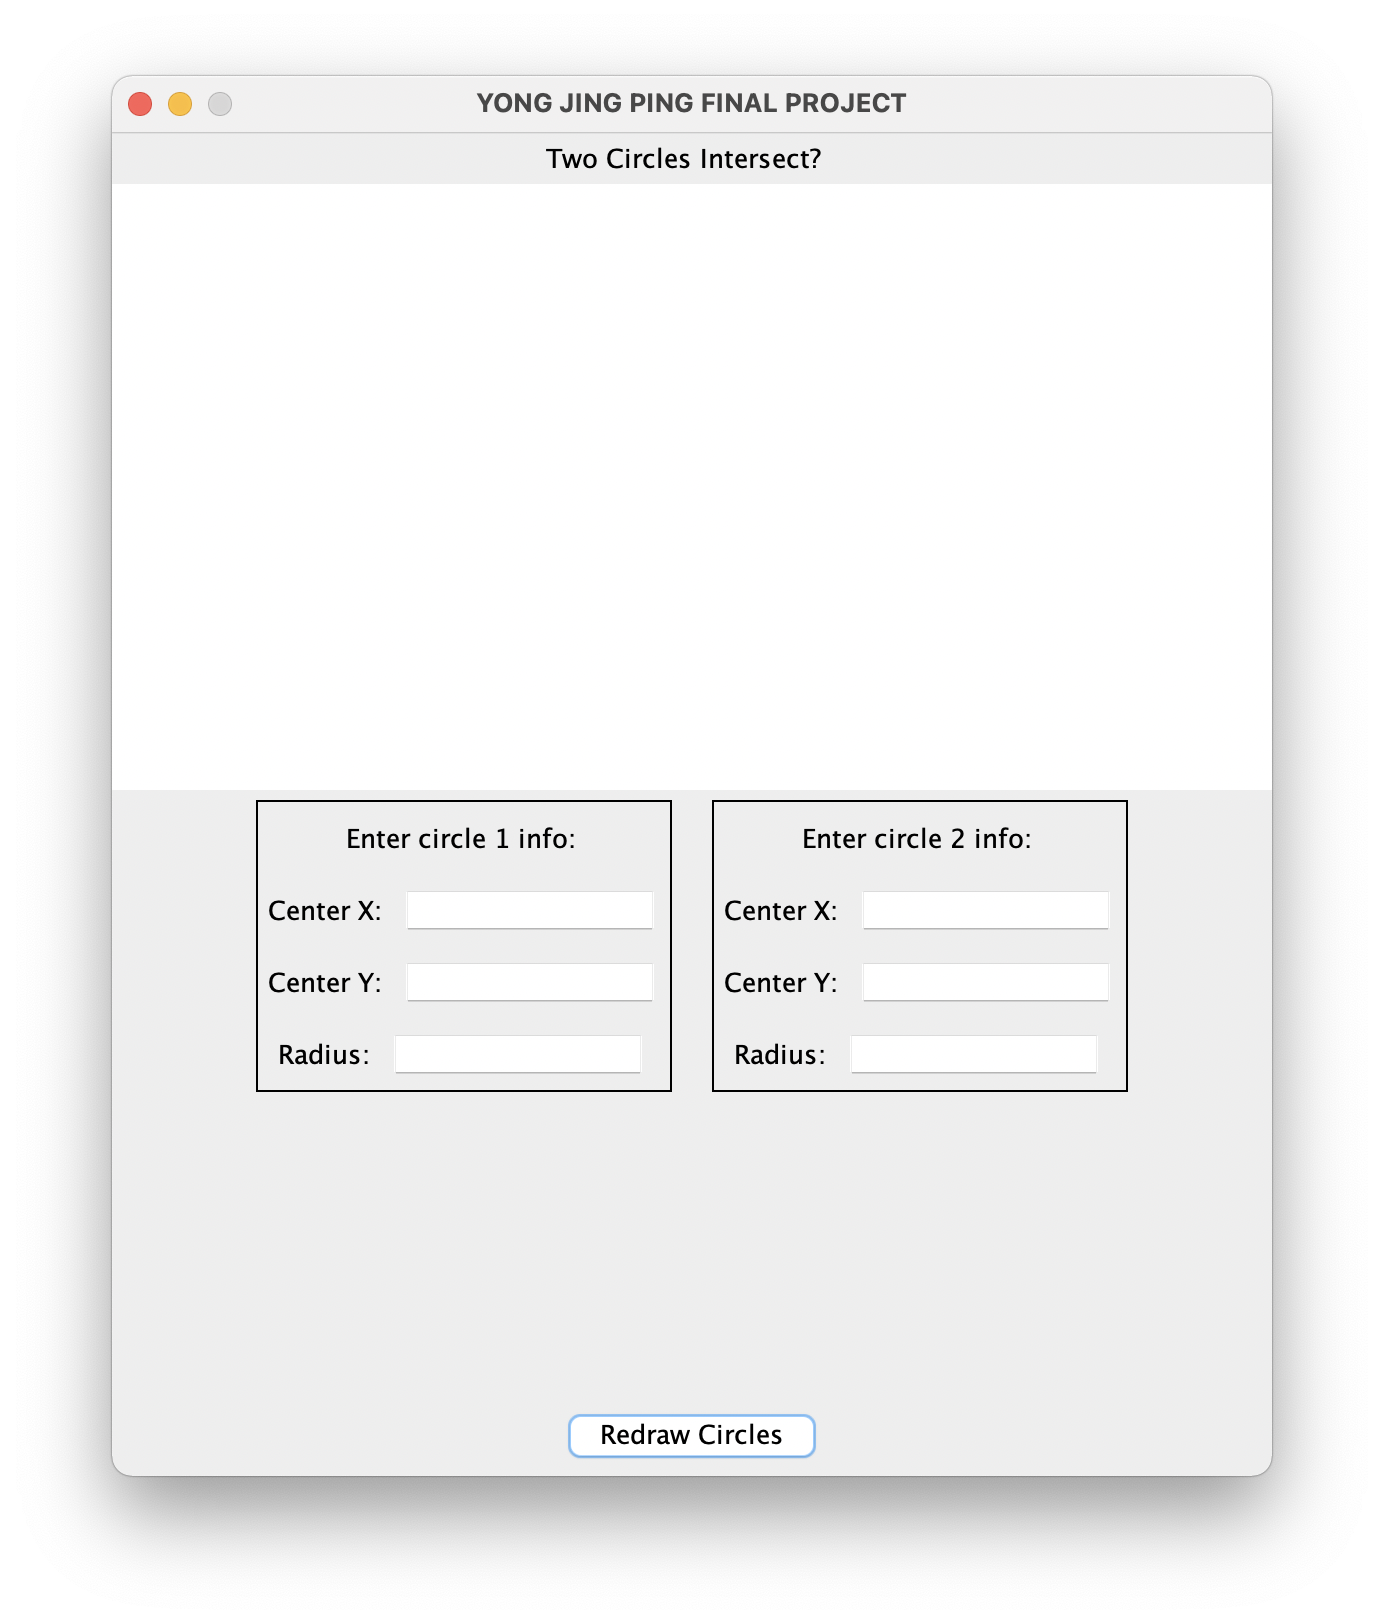 YONG JING PING FINAL PROJECT
Two Circles Intersect?
Enter circle 1 info:
Center X:
Center Y:
Radius:
Enter circle 2 info:
Center X:
Center Y:
Radius:
Redraw Circles